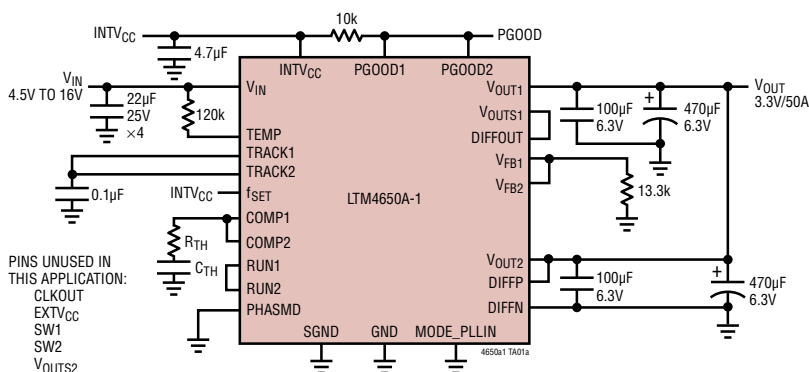 10k
INTVCC
PGOOD
4.7µF
INTVCC
PGOOD1
PGOOD2
VIN
4.5V TO 16V
22µF
25V
×4
120k
VIN
TEMP
TRACK1
TRACK2
0.1µF
INTVCC
fSET
COMP1
COMP2
RTH
CTH
RUN1
RUN2
PHASMD
LTM4650A-1
VOUT1
VOUTS1
DIFFOUT
VFB1
VFB2
VOUT2
DIFFP
DIFFN
SGND
GND
MODE_PLLIN
100µF
6.3V
+
470µF
6.3V
VOUT
3.3V/50A
13.3k
100µF
6.3V
+
470µF
6.3V
4650a1 TA01a
PINS UNUSED IN
THIS APPLICATION:
CLKOUT
EXTVCC
SW1
SW2
VOUTS2